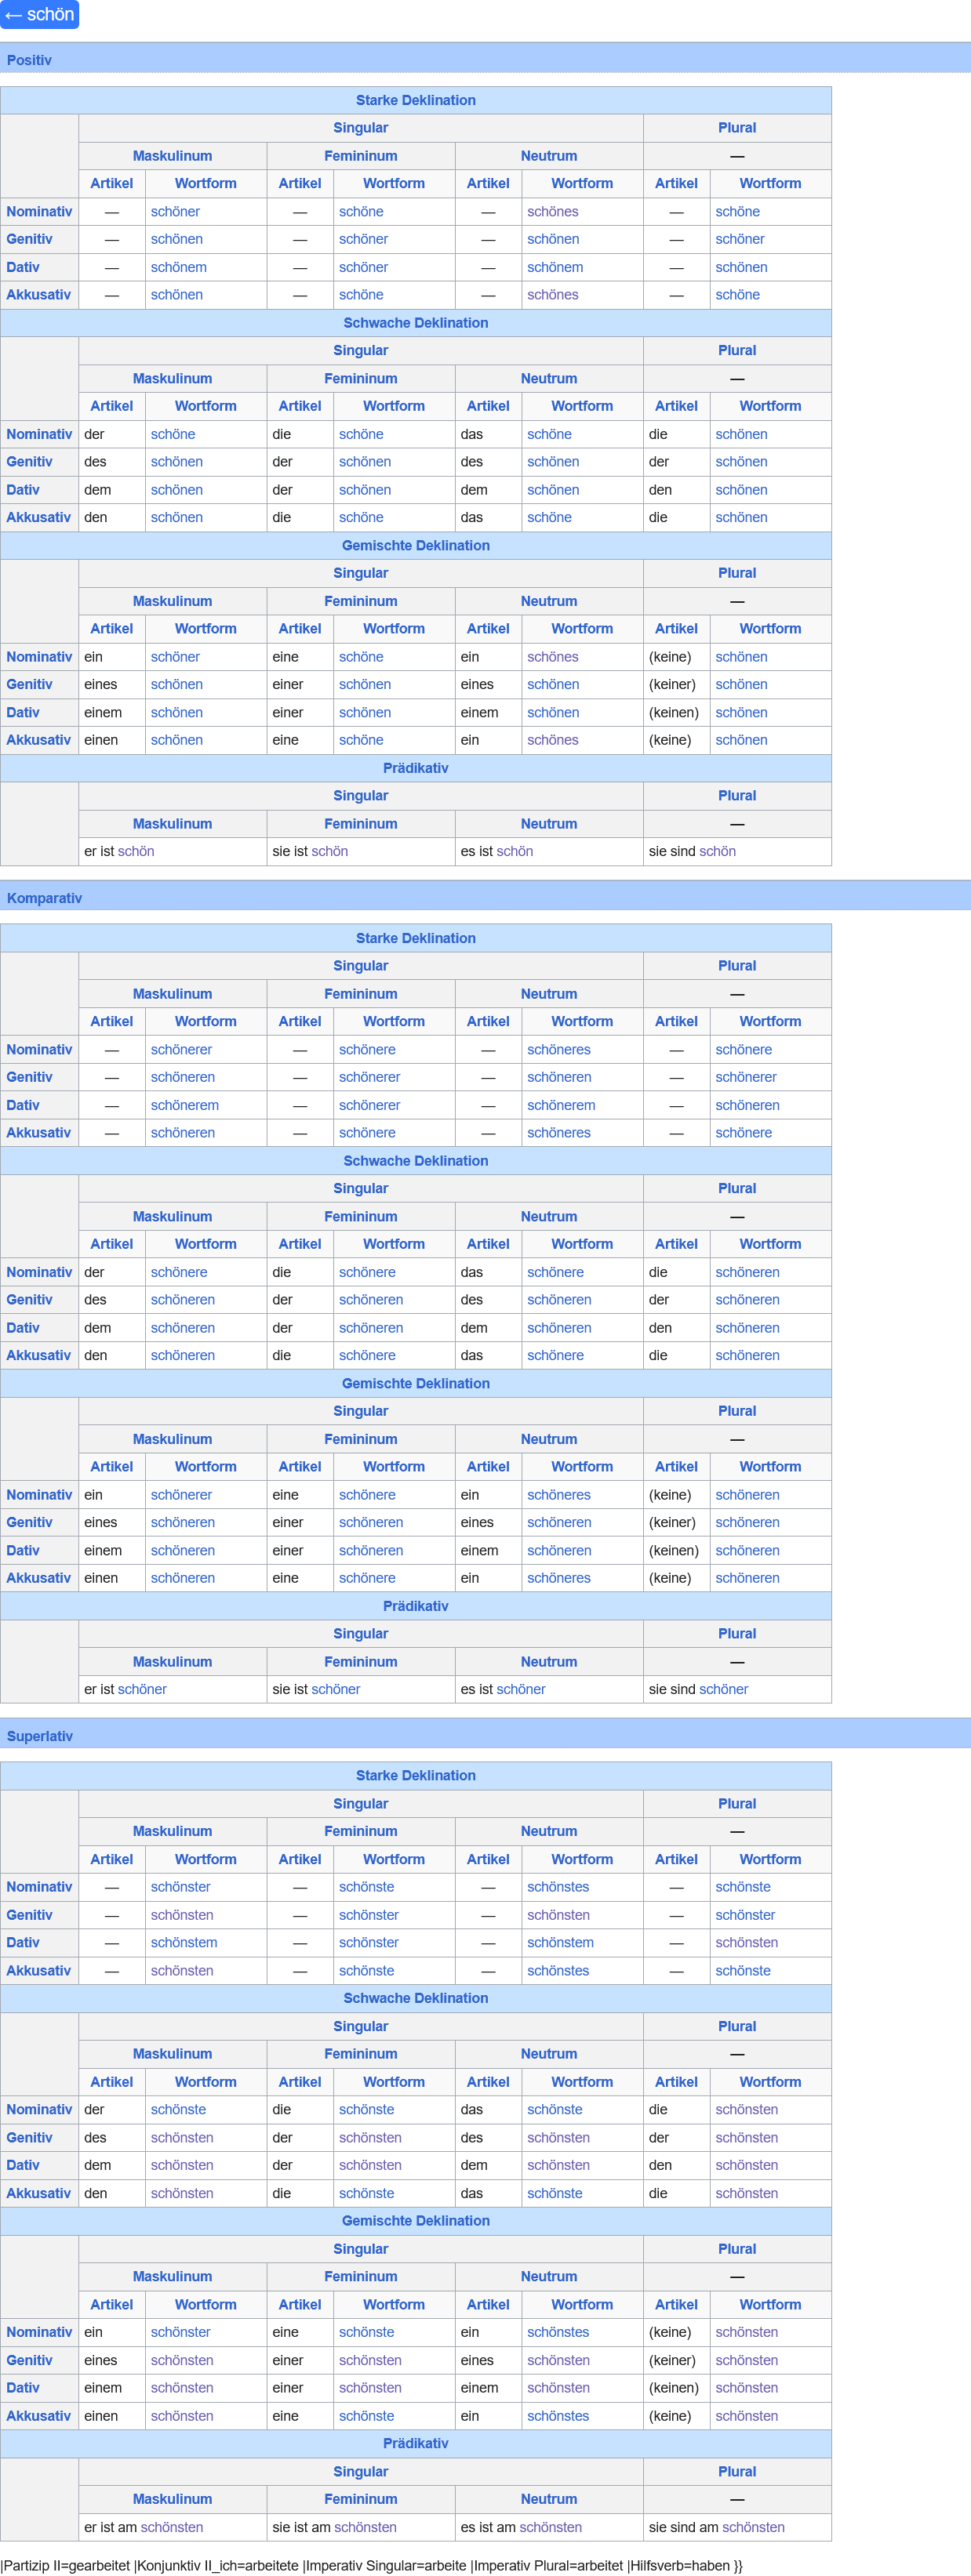 ← schön
Positiv
Starke Deklination
Singular Plural
Maskulinum Femininum Neutrum —
Artikel Wortform Artikel Wortform Artikel Wortform Artikel Wortform
Nominativ — schöner — schöne — schönes — schöne
Genitiv — schönen — schöner — schönen — schöner
Dativ — schönem — schöner — schönem — schönen
Akkusativ — schönen — schöne — schönes — schöne
Schwache Deklination
Singular Plural
Maskulinum Femininum Neutrum —
Artikel Wortform Artikel Wortform Artikel Wortform Artikel Wortform
Nominativ der schöne die schöne das schöne die schönen
Genitiv des schönen der schönen des schönen der schönen
Dativ dem schönen der schönen dem schönen den schönen
Akkusativ den schönen die schöne das schöne die schönen
Gemischte Deklination
Singular Plural
Maskulinum Femininum Neutrum —
Artikel Wortform Artikel Wortform Artikel Wortform Artikel Wortform
Nominativ ein schöner eine schöne ein schönes (keine) schönen
Genitiv eines schönen einer schönen eines schönen (keiner) schönen
Dativ einem schönen einer schönen einem schönen (keinen) schönen
Akkusativ einen schönen eine schöne ein schönes (keine) schönen
Prädikativ
Singular Plural
Maskulinum Femininum Neutrum —
er ist schön sie ist schön es ist schön sie sind schön
Komparativ
Starke Deklination
Singular Plural
Maskulinum Femininum Neutrum —
Artikel Wortform Artikel Wortform Artikel Wortform Artikel Wortform
Nominativ — schönerer — schönere — schöneres — schönere
Genitiv — schöneren — schönerer — schöneren — schönerer
Dativ — schönerem — schönerer — schönerem — schöneren
Akkusativ — schöneren — schönere — schöneres — schönere
Schwache Deklination
Singular Plural
Maskulinum Femininum Neutrum —
Artikel Wortform Artikel Wortform Artikel Wortform Artikel Wortform
Nominativ der schönere die schönere das schönere die schöneren
Genitiv des schöneren der schöneren des schöneren der schöneren
Dativ dem schöneren der schöneren dem schöneren den schöneren
Akkusativ den schöneren die schönere das schönere die schöneren
Gemischte Deklination
Singular Plural
Maskulinum Femininum Neutrum —
Artikel Wortform Artikel Wortform Artikel Wortform Artikel Wortform
Nominativ ein schönerer eine schönere ein schöneres (keine) schöneren
Genitiv eines schöneren einer schöneren eines schöneren (keiner) schöneren
Dativ einem schöneren einer schöneren einem schöneren (keinen) schöneren
Akkusativ einen schöneren eine schönere ein schöneres (keine) schöneren
Prädikativ
Singular Plural
Maskulinum Femininum Neutrum —
er ist schöner sie ist schöner es ist schöner sie sind schöner
Superlativ
Starke Deklination
Singular Plural
Maskulinum Femininum Neutrum —
Artikel Wortform Artikel Wortform Artikel Wortform Artikel Wortform
Nominativ — schönster — schönste — schönstes — schönste
Genitiv — schönsten — schönster — schönsten — schönster
Dativ — schönstem — schönster — schönstem — schönsten
Akkusativ — schönsten — schönste — schönstes — schönste
Schwache Deklination
Singular Plural
Maskulinum Femininum Neutrum —
Artikel Wortform Artikel Wortform Artikel Wortform Artikel Wortform
Nominativ der schönste die schönste das schönste die schönsten
Genitiv des schönsten der schönsten des schönsten der schönsten
Dativ dem schönsten der schönsten dem schönsten den schönsten
Akkusativ den schönsten die schönste das schönste die schönsten
Gemischte Deklination
Singular Plural
Maskulinum Femininum Neutrum —
Artikel Wortform Artikel Wortform Artikel Wortform Artikel Wortform
Nominativ ein schönster eine schönste ein schönstes (keine) schönsten
Genitiv eines schönsten einer schönsten eines schönsten (keiner) schönsten
Dativ einem schönsten einer schönsten einem schönsten (keinen) schönsten
Akkusativ einen schönsten eine schönste ein schönstes (keine) schönsten
Prädikativ
Singular Plural
Maskulinum Femininum Neutrum —
er ist am schönsten sie ist am schönsten es ist am schönsten sie sind am schönsten
|Partizip II=gearbeitet |Konjunktiv II_ich=arbeitete |Imperativ Singular=arbeite |Imperativ Plural=arbeitet |Hilfsverb=haben }}